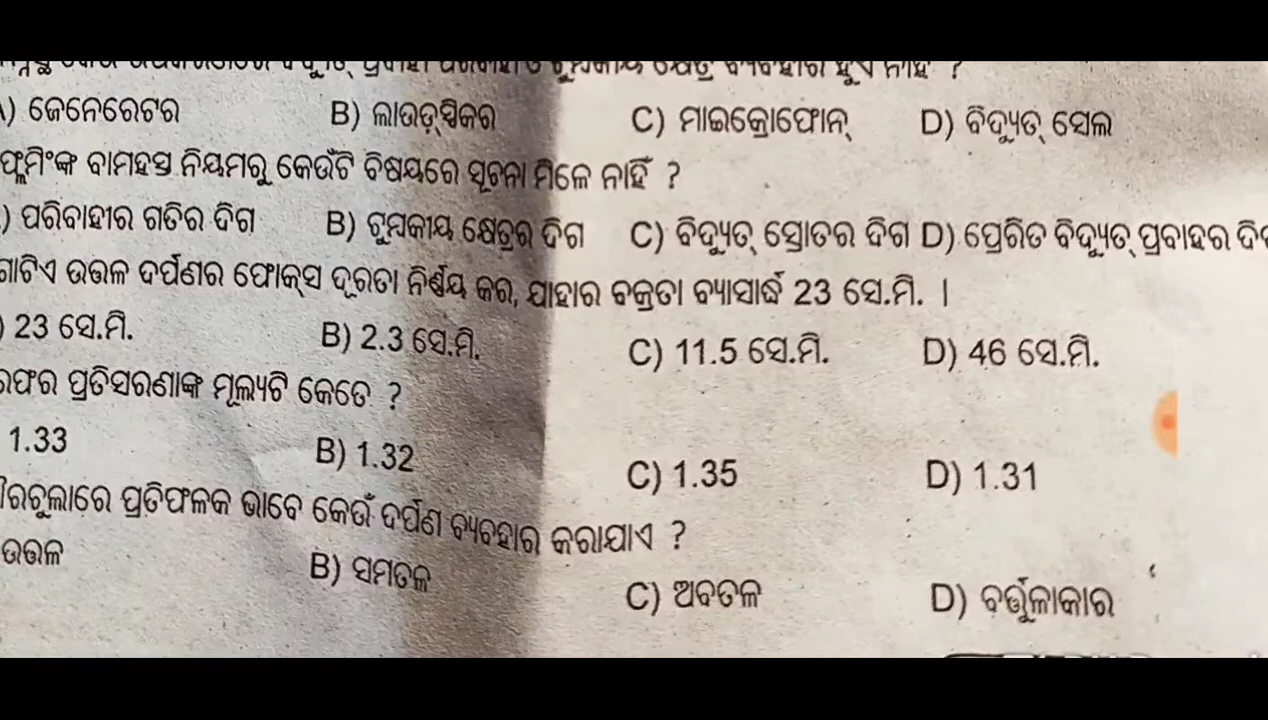 ବ୍ୟବହାର ହୁଏ ନାହିଁ ?
) ଜେନେରେଟର B) ଲାଉଡ଼୍‌ସ୍ପିକର C) ମାଇକ୍ରୋଫୋନ୍ D) ବିଦ୍ୟୁତ୍ ସେଲ
ଫ୍ଲେମିଂଙ୍କ ବାମହସ୍ତ ନିୟମରୁ କେଉଁଟି ବିଷୟରେ ସୂଚନା ମିଳେ ନାହିଁ ?
) ପରିବାହୀର ଗତିର ଦିଗ B) ଚୁମ୍ବକୀୟ କ୍ଷେତ୍ରର ଦିଗ C) ବିଦ୍ୟୁତ୍ ସ୍ରୋତର ଦିଗ D) ପ୍ରେରିତ ବିଦ୍ୟୁତ୍ ପ୍ରବାହର
ଗୋଟିଏ ଉତ୍ତଳ ଦର୍ପଣର ଫୋକ୍‌ସ ଦୂରତା ନିର୍ଣ୍ଣୟ କର, ଯାହାର ବକ୍ରତା ବ୍ୟାସାର୍ଦ୍ଧ 23 ସେ.ମି. |
) 23 ସେ.ମି. B) 2.3 ସେ.ମି. C) 11.5 ସେ.ମି. D) 46 ସେ.ମି.
ପ୍ରତିସରଣାଙ୍କ ମୂଲ୍ୟଟି କେତେ ?
1.33 B) 1.32 C) 1.35 D) 1.31
ପ୍ରତିଫଳକ ଭାବେ କେଉଁ ଦର୍ପଣ ବ୍ୟବହାର କରାଯାଏ ?
ଉତ୍ତଳ B) ସମତଳ C) ଅବତଳ D) ବର୍ତ୍ତୁଳାକାର